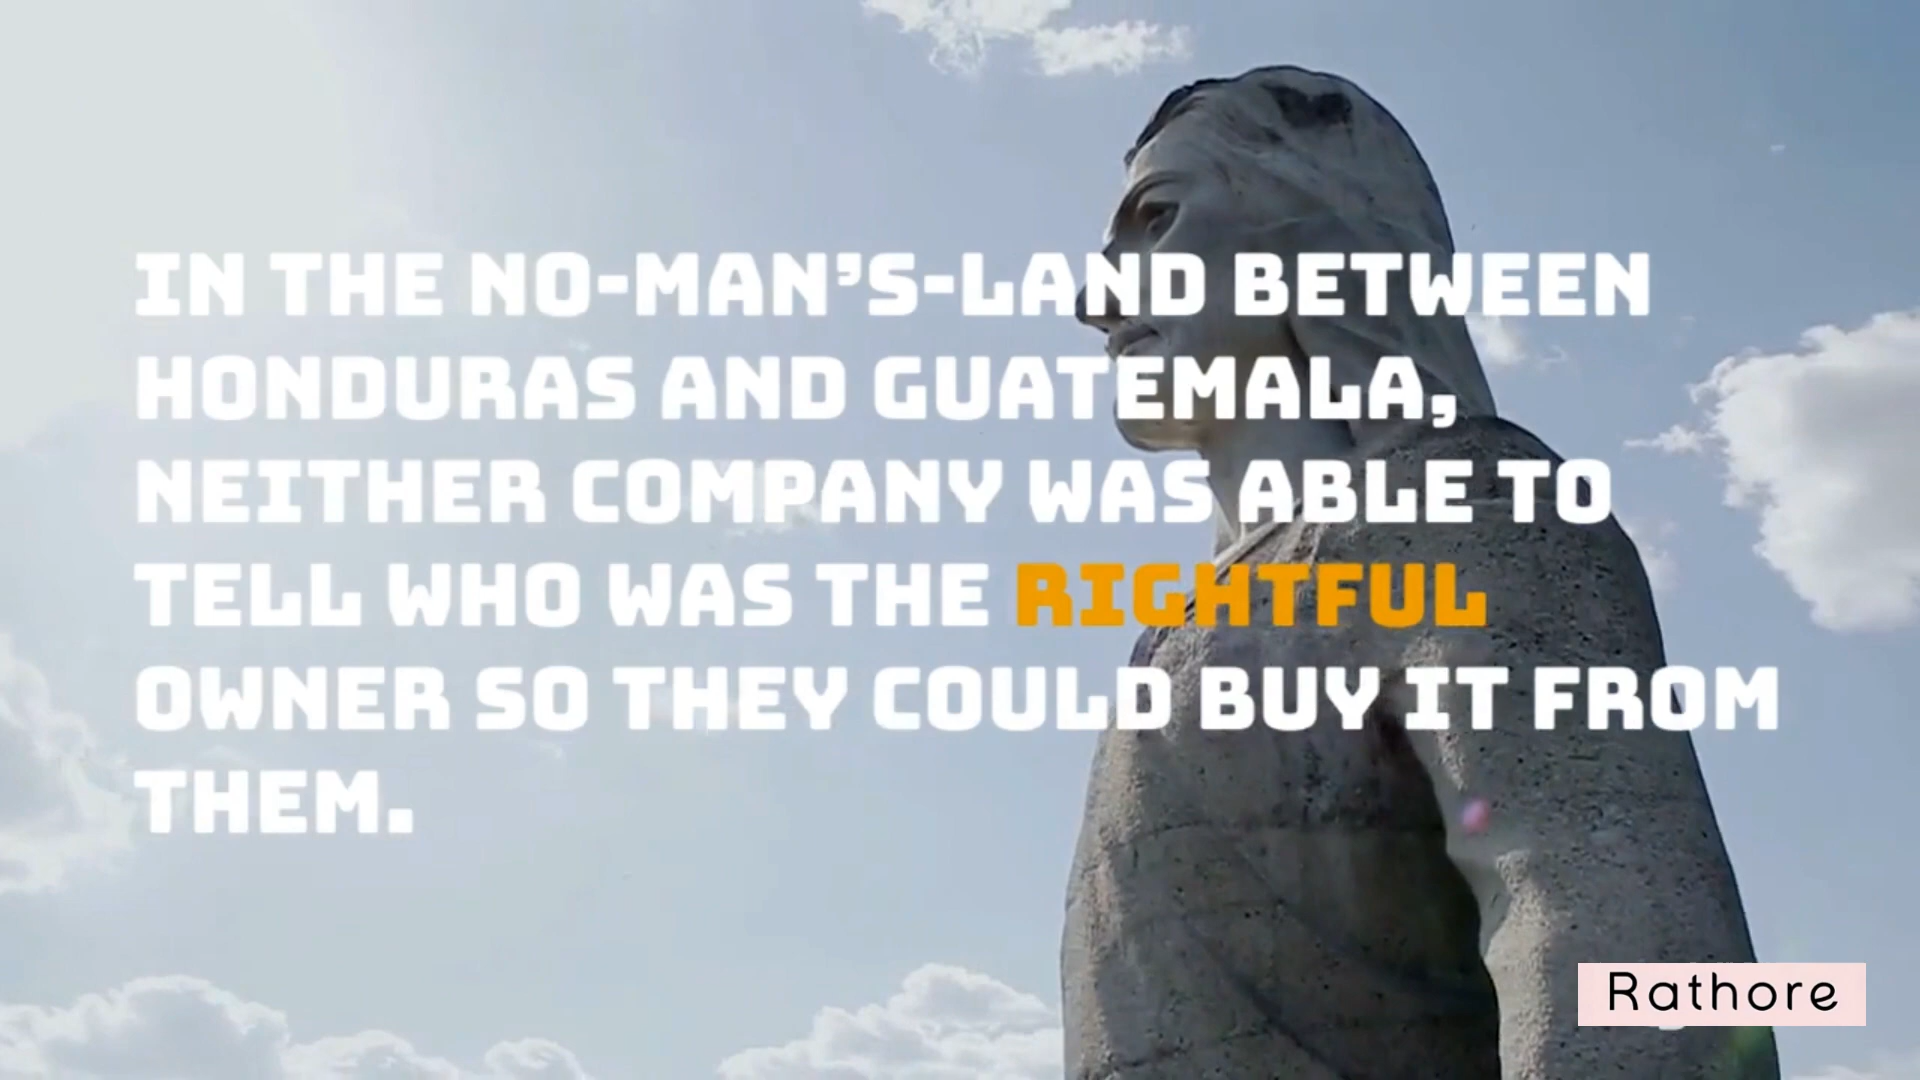 IN THE NO-MAN’S-LAND BETWEEN
HONDURAS AND GUATEMALA,
NEITHER COMPANY WAS ABLE TO
TELL WHO WAS THE RIGHTFUL
OWNER SO THEY COULD BUY IT FROM
THEM.
Rathore